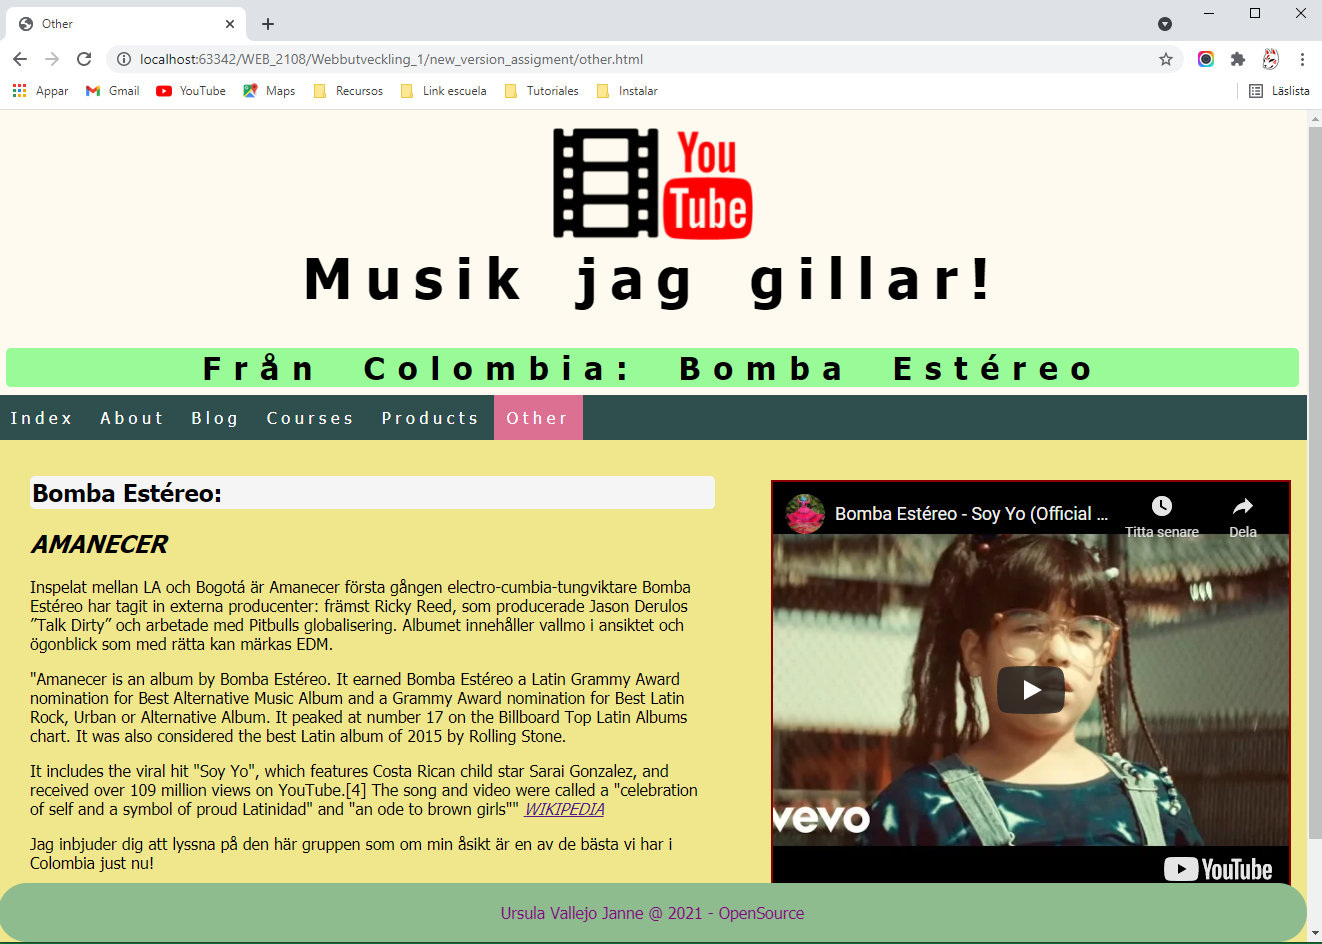 Other
localhost:63342/WEB_2108/Webbutveckling_1/new_version_assigment/other.html
Appar Gmail YouTube Maps Recursos Link escuela Tutoriales Instalar Läslista
You
Tube
Musik jag gillar!
Från Colombia: Bomba Estéreo
Index About Blog Courses Products Other
Bomba Estéreo:
AMANECER
Inspelat mellan LA och Bogotá är Amanecer första gången electro-cumbia-tungviktare Bomba
Estéreo har tagit in externa producenter: främst Ricky Reed, som producerade Jason Derulos
”Talk Dirty” och arbetade med Pitbulls globalisering. Albumet innehåller vallmo i ansiktet och
ögonblick som med rätta kan märkas EDM.
"Amanecer is an album by Bomba Estéreo. It earned Bomba Estéreo a Latin Grammy Award
nomination for Best Alternative Music Album and a Grammy Award nomination for Best Latin
Rock, Urban or Alternative Album. It peaked at number 17 on the Billboard Top Latin Albums
chart. It was also considered the best Latin album of 2015 by Rolling Stone.
It includes the viral hit "Soy Yo", which features Costa Rican child star Sarai Gonzalez, and
received over 109 million views on YouTube.[4] The song and video were called a "celebration
of self and a symbol of proud Latinidad" and "an ode to brown girls"" WIKIPEDIA
Jag inbjuder dig att lyssna på den här gruppen som om min åsikt är en av de bästa vi har i
Colombia just nu!
Bomba Estéreo - Soy Yo (Official ...
Titta senare Dela
vevo
YouTube
Ursula Vallejo Janne @ 2021 - OpenSource